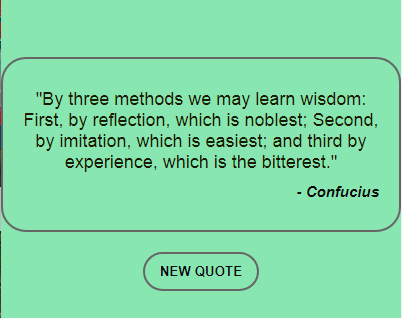 "By three methods we may learn wisdom:
First, by reflection, which is noblest; Second,
by imitation, which is easiest; and third by
experience, which is the bitterest."
- Confucius
NEW QUOTE